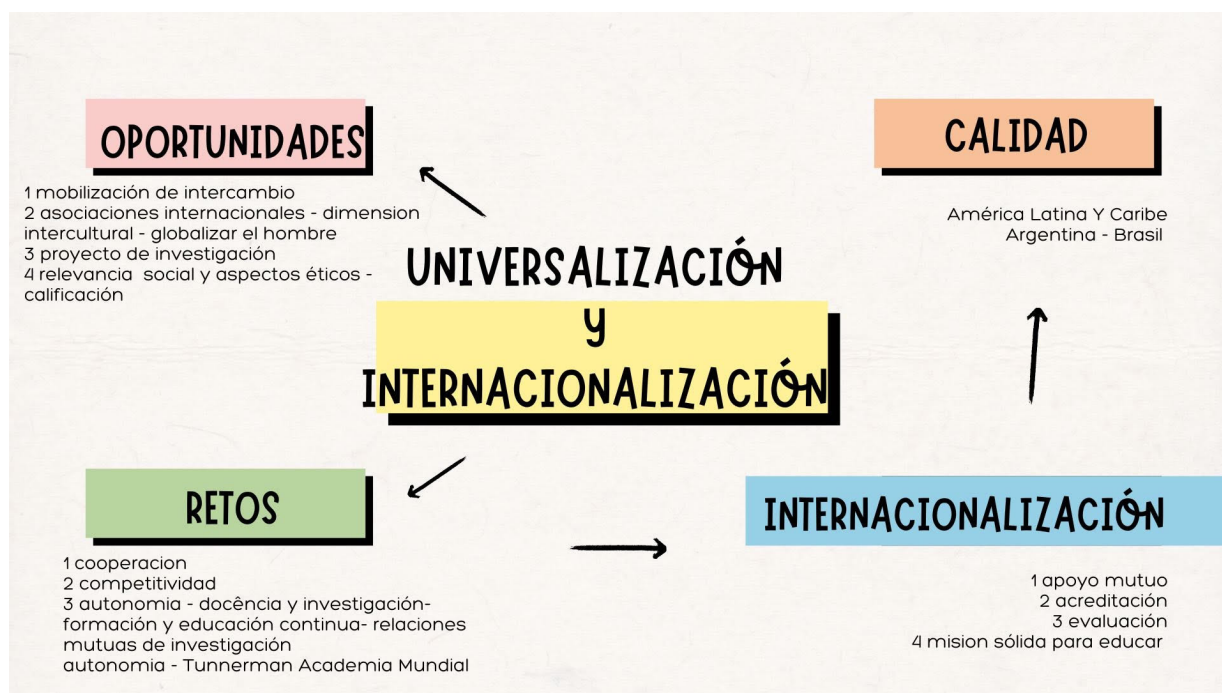 OPORTUNIDADES
1 mobilización de intercambio
2 asociaciones internacionales - dimension
intercultural - globalizar el hombre
3 proyecto de investigación
4 relevancia social y aspectos éticos -
calificación
CALIDAD
América Latina Y Caribe
Argentina - Brasil
UNIVERSALIZACIÓN
y
INTERNACIONALIZACIÓN
RETOS
1 cooperacion
2 competitividad
3 autonomia - docência y investigación-
formación y educación continua- relaciones
mutuas de investigación
autonomia - Tunnerman Academia Mundial
INTERNACIONALIZACIÓN
1 apoyo mutuo
2 acreditación
3 evaluación
4 mision sólida para educar